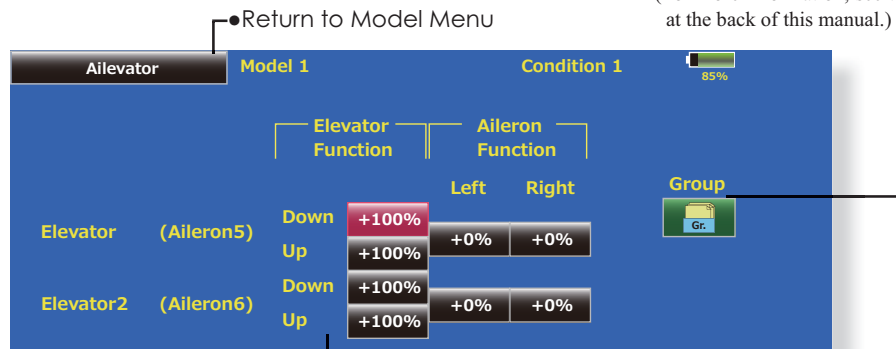 ●Return to Model Menu
at the back of this manual.)
Ailevator Model 1 Condition 1 85%
Elevator Function Aileron Function
Left Right Group
Gr.
Elevator (Aileron5) Down +100% +0% +0%
Up +100%
Elevator2 (Aileron6) Down +100% +0% +0%
Up +100%